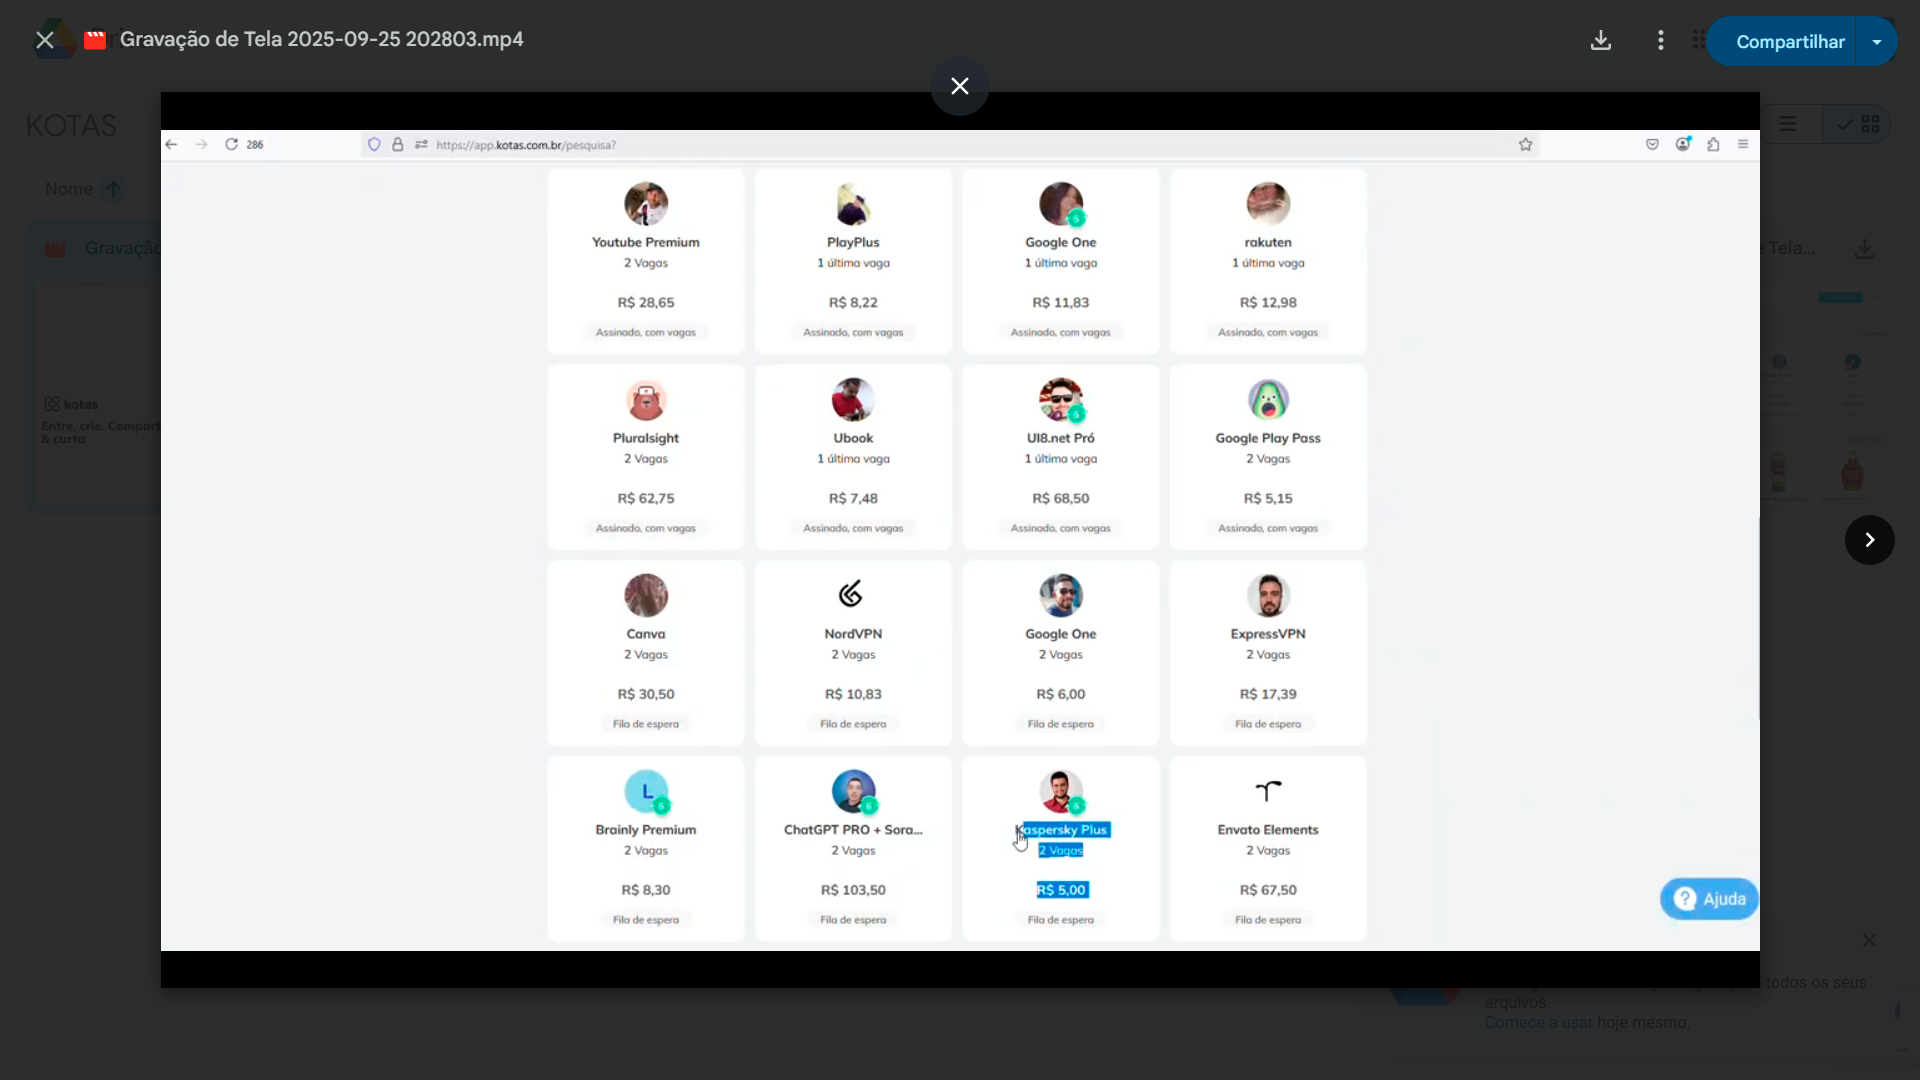 Gravação de Tela 2025-09-25 202803.mp4
Compartilhar
KOTAS
Nome
Gravação
e Tela...
286
https://app.kotas.com.br/pesquisa?
Youtube Premium
2 Vagas
R$ 28,65
Assinado, com vagas
PlayPlus
1 última vaga
R$ 8,22
Assinado, com vagas
Google One
1 última vaga
R$ 11,83
Assinado, com vagas
rakuten
1 última vaga
R$ 12,98
Assinado, com vagas
Pluralsight
2 Vagas
R$ 62,75
Assinado, com vagas
Ubook
1 última vaga
R$ 7,48
Assinado, com vagas
UI8.net Pró
1 última vaga
R$ 68,50
Assinado, com vagas
Google Play Pass
2 Vagas
R$ 5,15
Assinado, com vagas
Canva
2 Vagas
R$ 30,50
Fila de espera
NordVPN
2 Vagas
R$ 10,83
Fila de espera
Google One
2 Vagas
R$ 6,00
Fila de espera
ExpressVPN
2 Vagas
R$ 17,39
Fila de espera
L
Brainly Premium
2 Vagas
R$ 8,30
Fila de espera
ChatGPT PRO + Sora...
2 Vagas
R$ 103,50
Fila de espera
Kaspersky Plus
2 Vagas
R$ 5,00
Fila de espera
Envato Elements
2 Vagas
R$ 67,50
Fila de espera
Ajuda
kotas
Entre, crie. Compart
& curta
todos os seus
arquivos.
Comece a usar hoje mesmo.